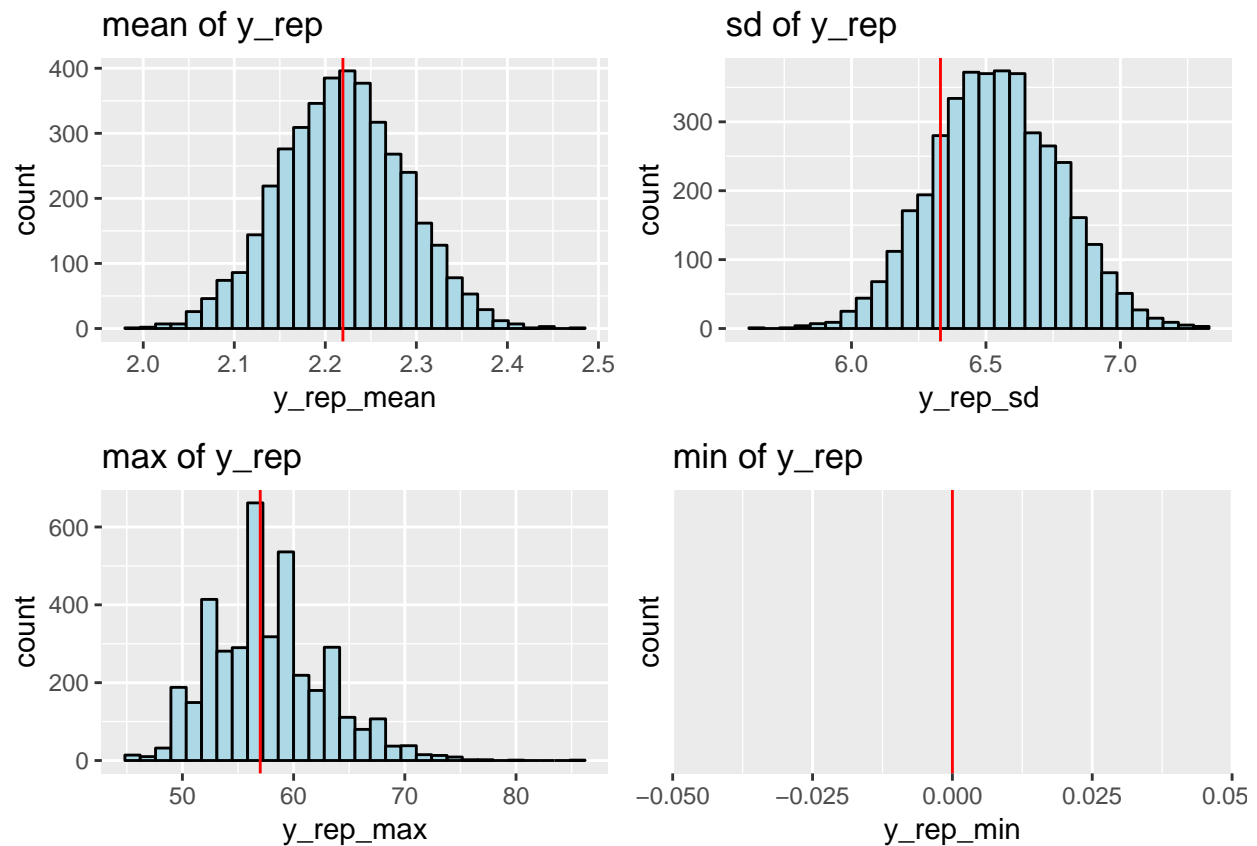 mean of y_rep
400
300
200
100
0
count
2.0 2.1 2.2 2.3 2.4 2.5
y_rep_mean
sd of y_rep
300
200
100
0
count
6.0 6.5 7.0
y_rep_sd
max of y_rep
600
400
200
0
count
50 60 70 80
y_rep_max
min of y_rep
count
−0.050 −0.025 0.000 0.025 0.05
y_rep_min